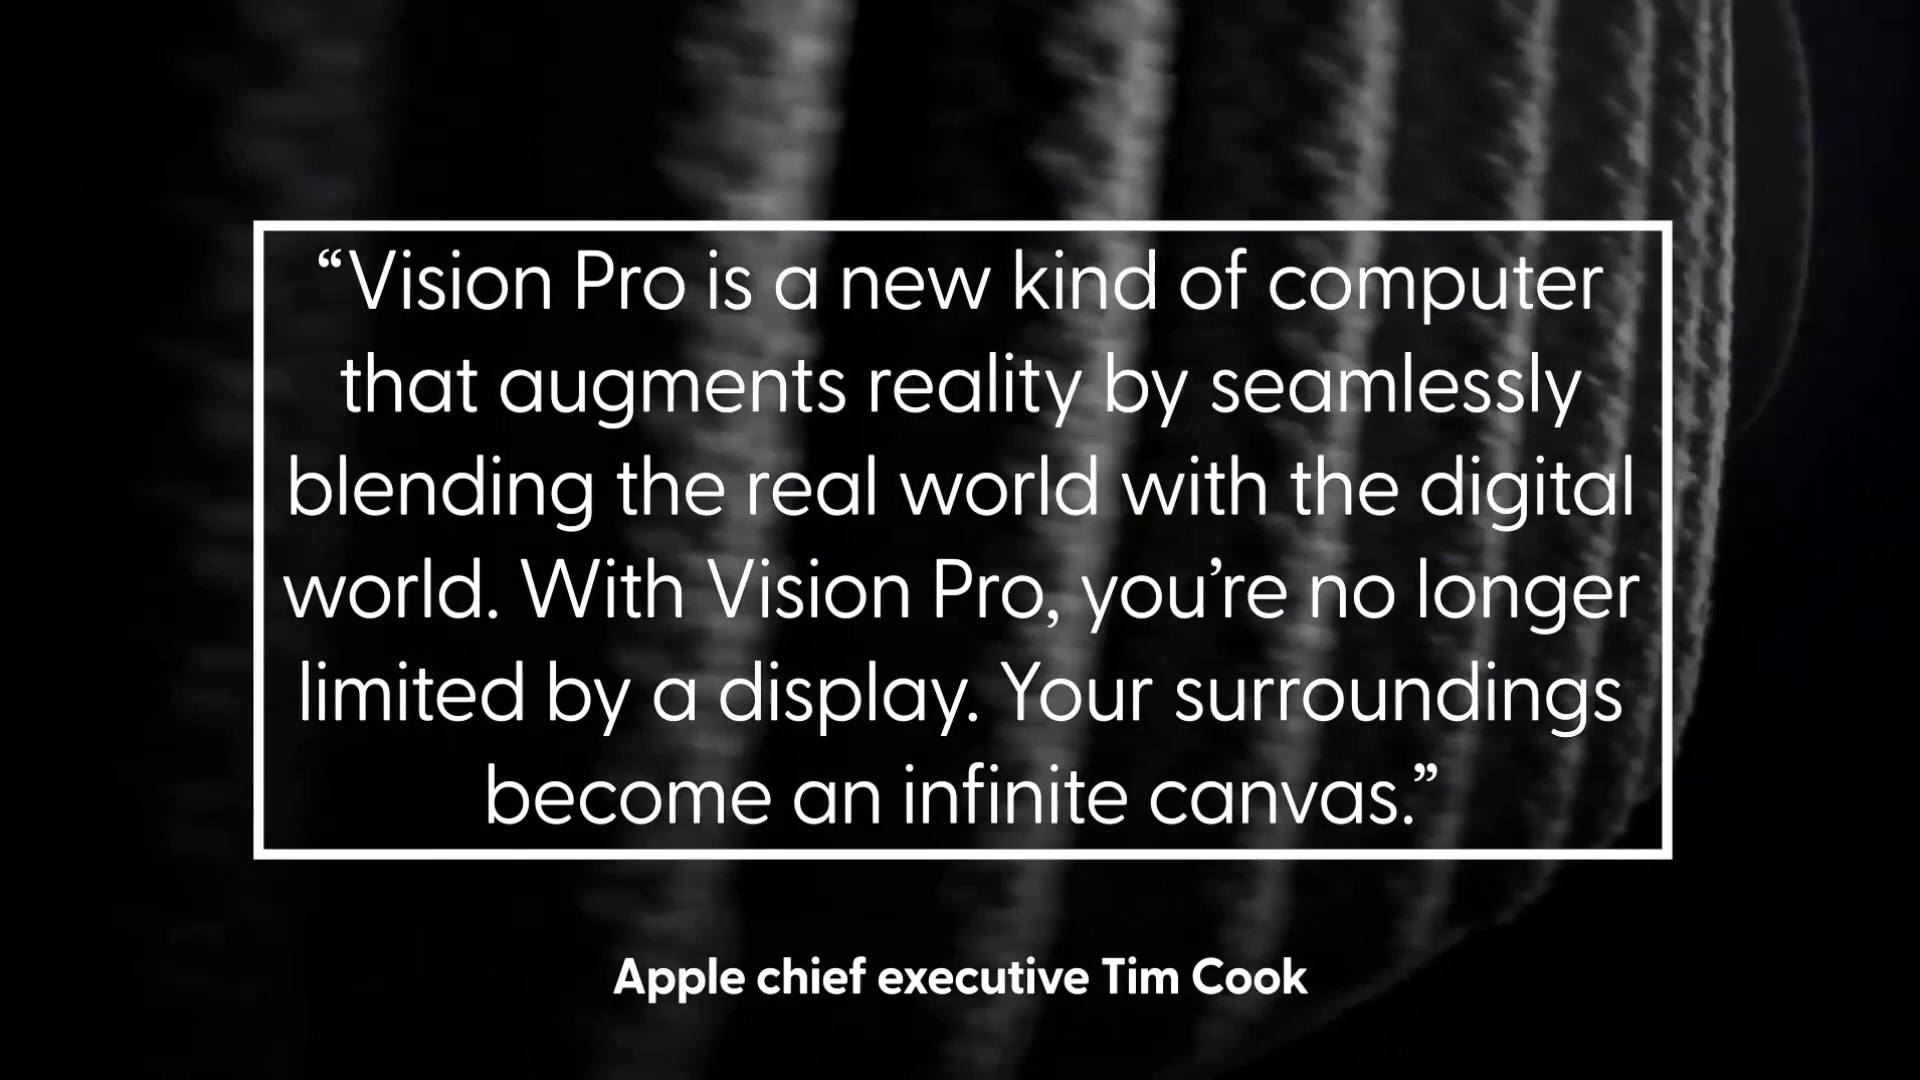 “Vision Pro is a new kind of computer
that augments reality by seamlessly
blending the real world with the digital
world. With Vision Pro, you’re no longer
limited by a display. Your surroundings
become an infinite canvas.”
Apple chief executive Tim Cook